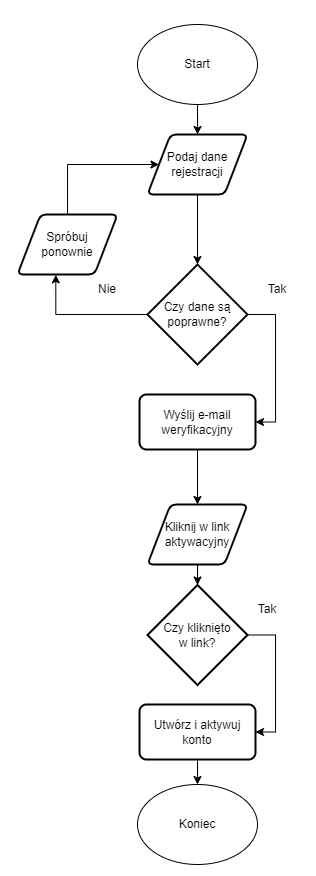 Start
Podaj dane
rejestracji
Spróbuj
ponownie
Nie
Czy dane są
poprawne?
Tak
Wyślij e-mail
weryfikacyjny
Kliknij w link
aktywacyjny
Czy kliknięto
w link?
Tak
Utwórz i aktywuj
konto
Koniec